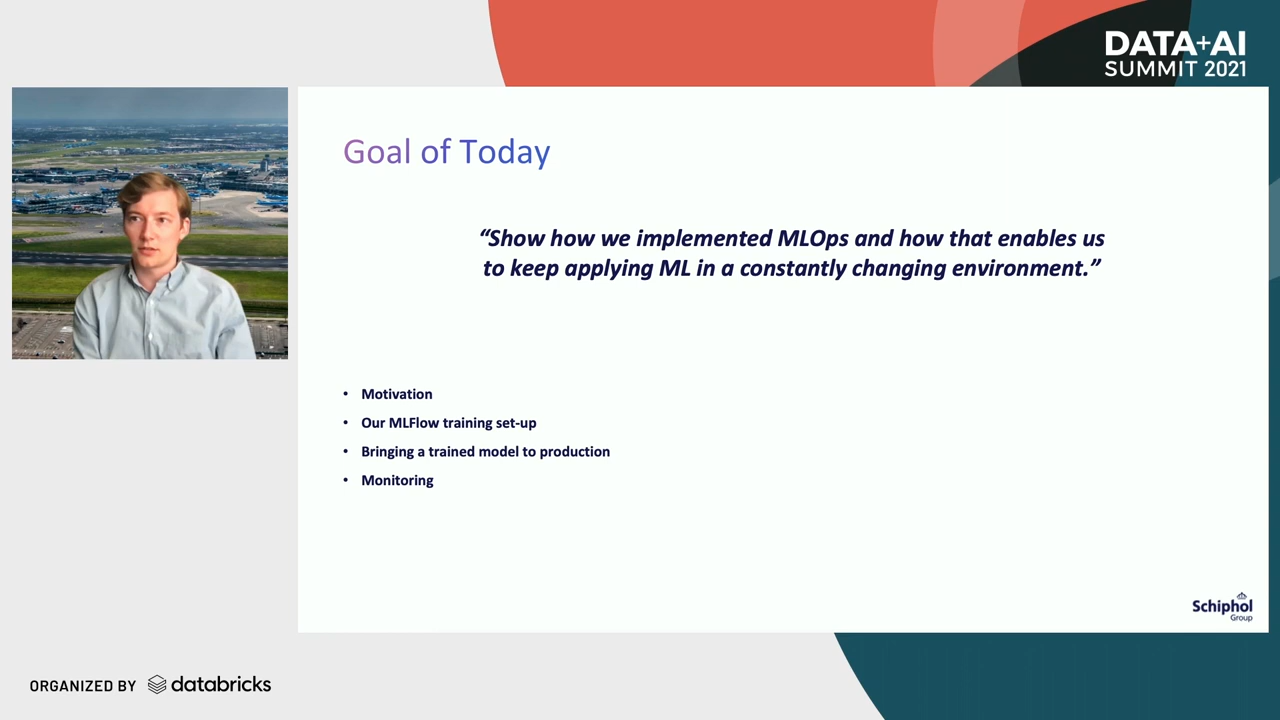 DATA+AI
SUMMIT 2021
Goal of Today
“Show how we implemented MLOps and how that enables us
to keep applying ML in a constantly changing environment.”
• Motivation
• Our MLFlow training set-up
• Bringing a trained model to production
• Monitoring
Schiphol
Group
ORGANIZED BY databricks